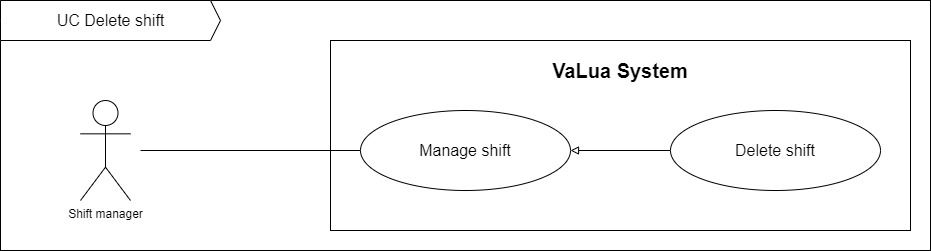 UC Delete shift
VaLua System
Manage shift
Delete shift
Shift manager